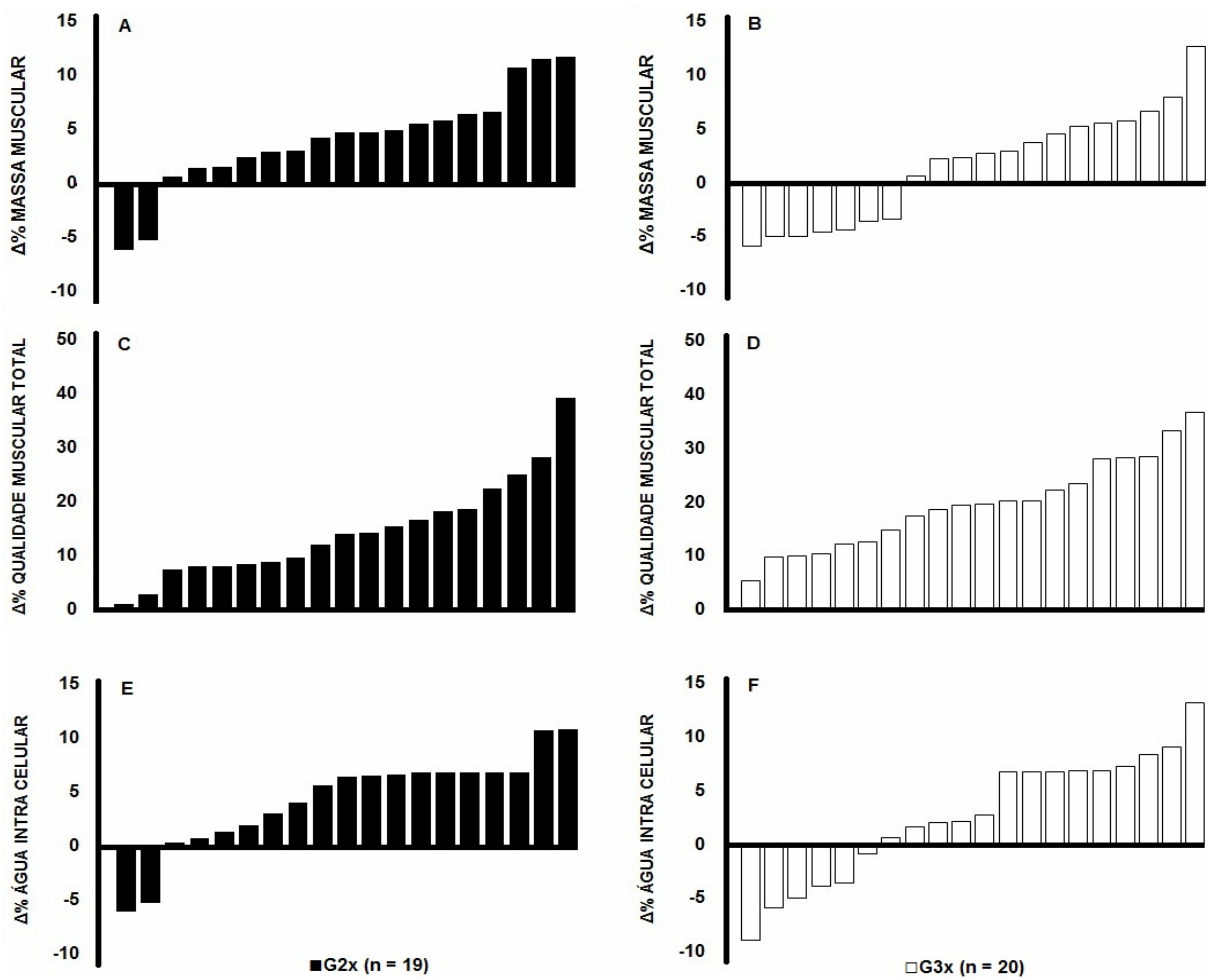 A
Δ% MASSA MUSCULAR
15
10
5
0
-5
-10
B
Δ% MASSA MUSCULAR
15
10
5
0
-5
-10
C
Δ% QUALIDADE MUSCULAR TOTAL
50
40
30
20
10
0
D
Δ% QUALIDADE MUSCULAR TOTAL
50
40
30
20
10
0
E
Δ% ÁGUA INTRA CELULAR
15
10
5
0
-5
-10
■G2x (n = 19)
F
Δ% ÁGUA INTRA CELULAR
15
10
5
0
-5
-10
□G3x (n = 20)